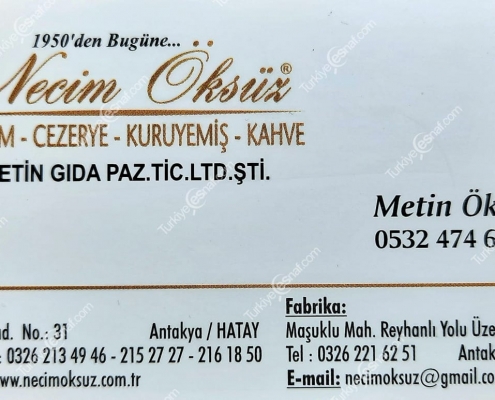 1950'den Bugüne...
Necim Öksüz®
M - CEZERYE - KURUYEMİŞ - KAHVE
ETİN GIDA PAZ.TİC.LTD.ŞTİ.
Metin Ök
0532 474 6
ad. No.: 31 Antakya / HATAY
: 0326 213 49 46 - 215 27 27 - 216 18 50
www.necimoksuz.com.tr
Fabrika:
Maşuklu Mah. Reyhanlı Yolu Üze
Tel : 0326 221 62 51 Antak
E-mail: necimoksuz@gmail.co